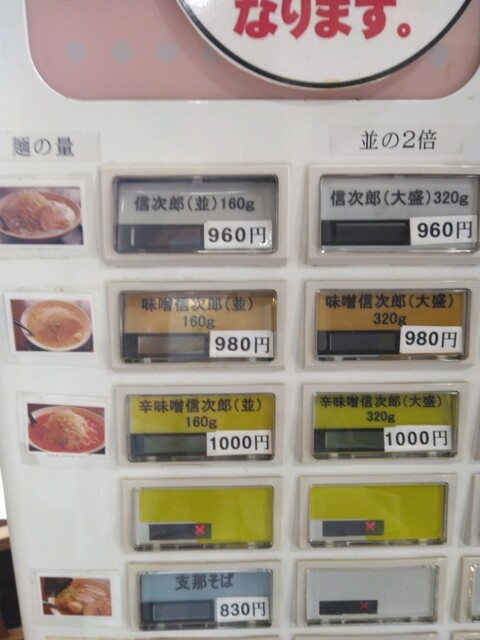 なります。
麺の量
並の2倍
信次郎(並)160g
960円
信次郎(大盛)320g
960円
味噌信次郎(並)
160g
980円
味噌信次郎(大盛)
320g
980円
辛味噌信次郎(並)
160g
1000円
辛味噌信次郎(大盛)
320g
1000円
支那そば
830円